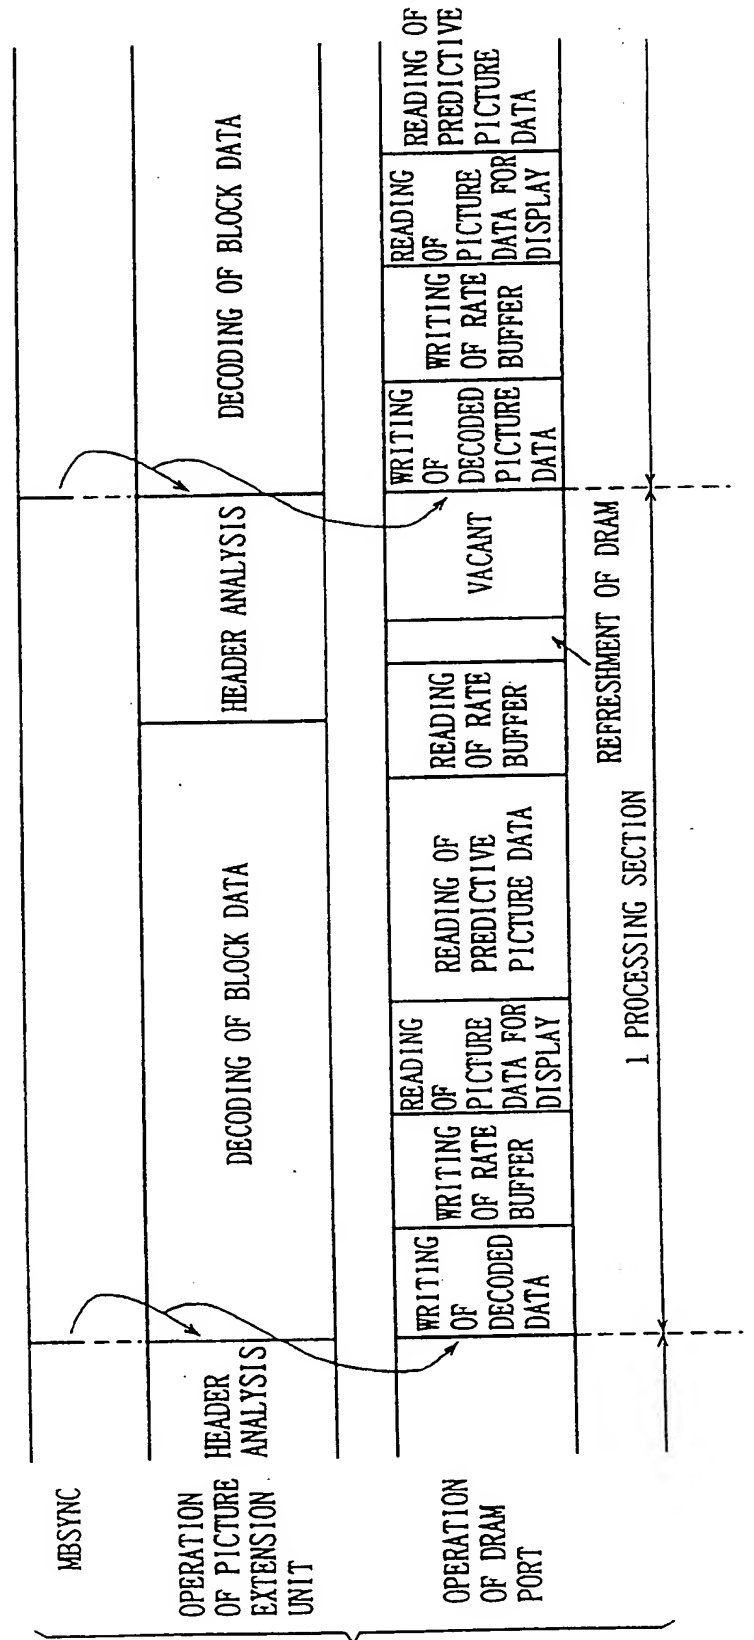 MBSYNC
OPERATION
OF PICTURE
EXTENSION
UNIT
HEADER
ANALYSIS
DECODING OF BLOCK DATA
HEADER ANALYSIS
DECODING OF BLOCK DATA
OPERATION
OF DRAM
PORT
WRITING
OF
DECODED
DATA
WRITING
OF RATE
BUFFER
READING
OF
PICTURE
DATA FOR
DISPLAY
READING OF
PREDICTIVE
PICTURE DATA
READING
OF RATE
BUFFER
VACANT
WRITING
OF
DECODED
PICTURE
DATA
WRITING
OF RATE
BUFFER
READING
OF
PICTURE
DATA FOR
DISPLAY
READING OF
PREDICTIVE
PICTURE
DATA
REFRESHMENT OF DRAM
1 PROCESSING SECTION